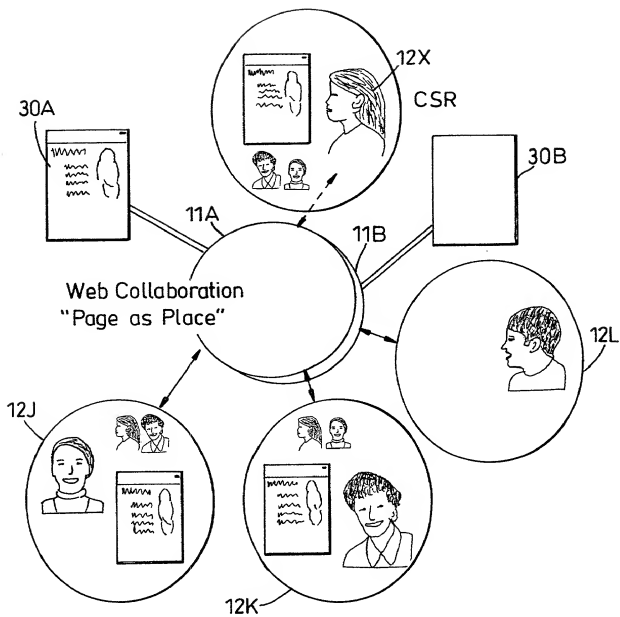 12X
CSR
30A
30B
11A
11B
Web Collaboration
"Page as Place"
12L
12J
12K